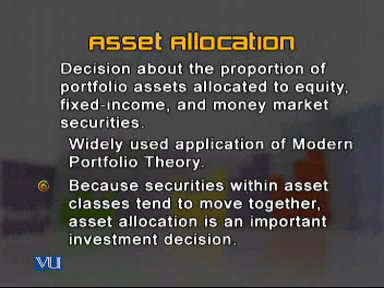 Asset Allocation
Decision about the proportion of
portfolio assets allocated to equity,
fixed-income, and money market
securities.
Widely used application of Modern
Portfolio Theory.
Because securities within asset
classes tend to move together,
asset allocation is an important
investment decision.
VU